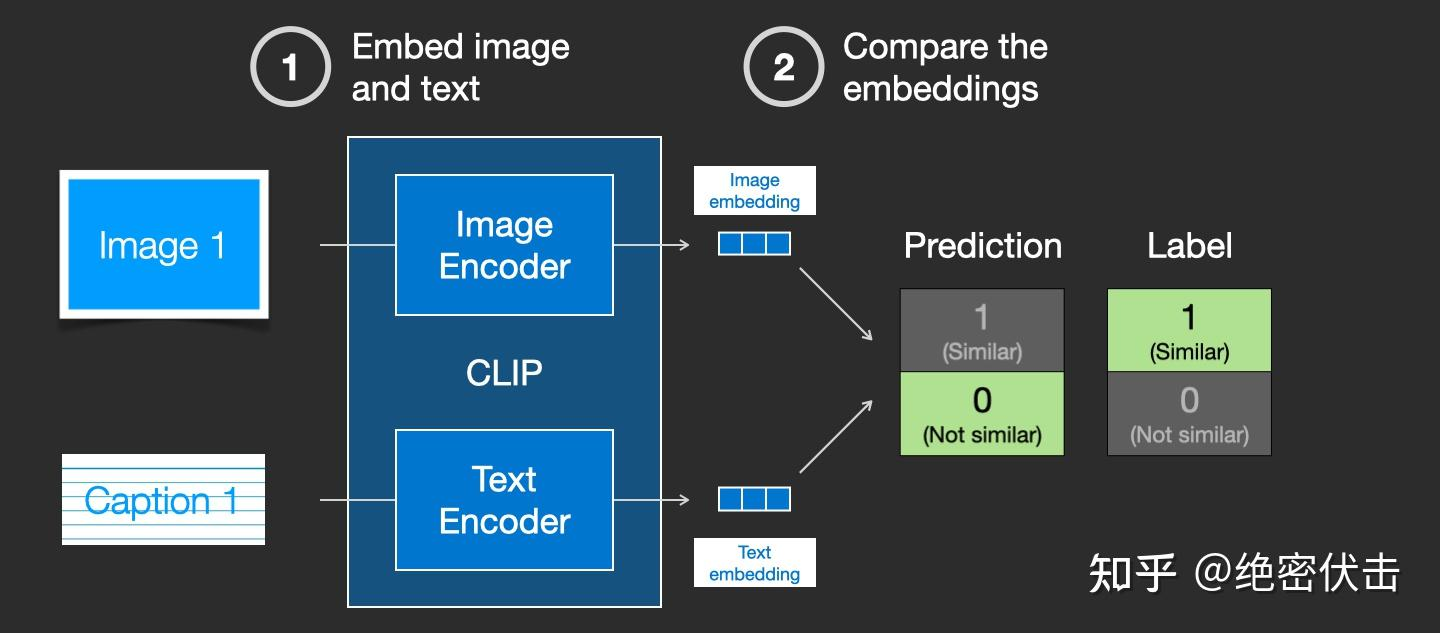 1
Embed image
and text
2
Compare the
embeddings
Image 1
Image
Encoder
CLIP
Caption 1
Text
Encoder
Image
embedding
Text
embedding
Prediction
Label
1
(Similar)
0
(Not similar)
1
(Similar)
0
(Not similar)
知乎 @绝密伏击